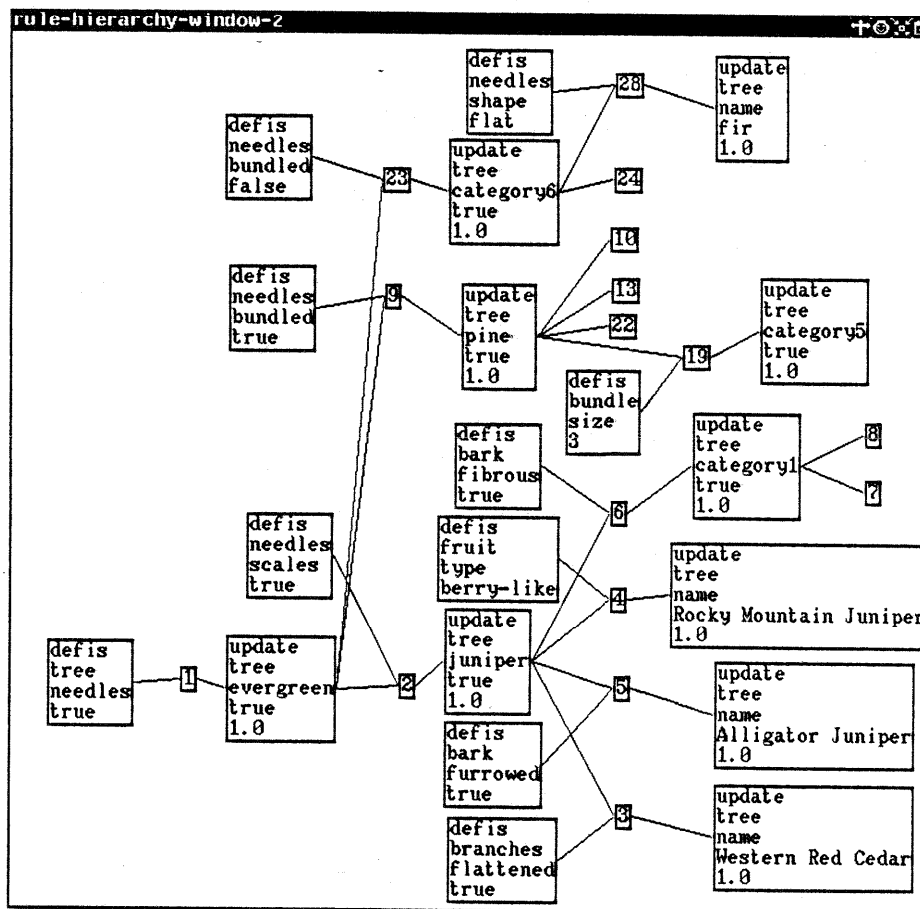 rule-hierarchy-window-2
defis
needles
shape
flat
28
update
tree
name
fir
1.0
defis
needles
bundled
false
23
update
tree
category6
true
1.0
24
10
defis
needles
bundled
true
9
update
tree
pine
true
1.0
13
22
19
update
tree
category5
true
1.0
defis
bundle
size
3
defis
bark
fibrous
true
6
update
tree
category1
true
1.0
8
7
defis
needles
scales
true
defis
fruit
type
berry-like
4
update
tree
name
Rocky Mountain Juniper
1.0
defis
tree
needles
true
1
update
tree
evergreen
true
1.0
2
update
tree
juniper
true
1.0
5
update
tree
name
Alligator Juniper
1.0
defis
bark
furrowed
true
3
update
tree
name
Western Red Cedar
1.0
defis
branches
flattened
true